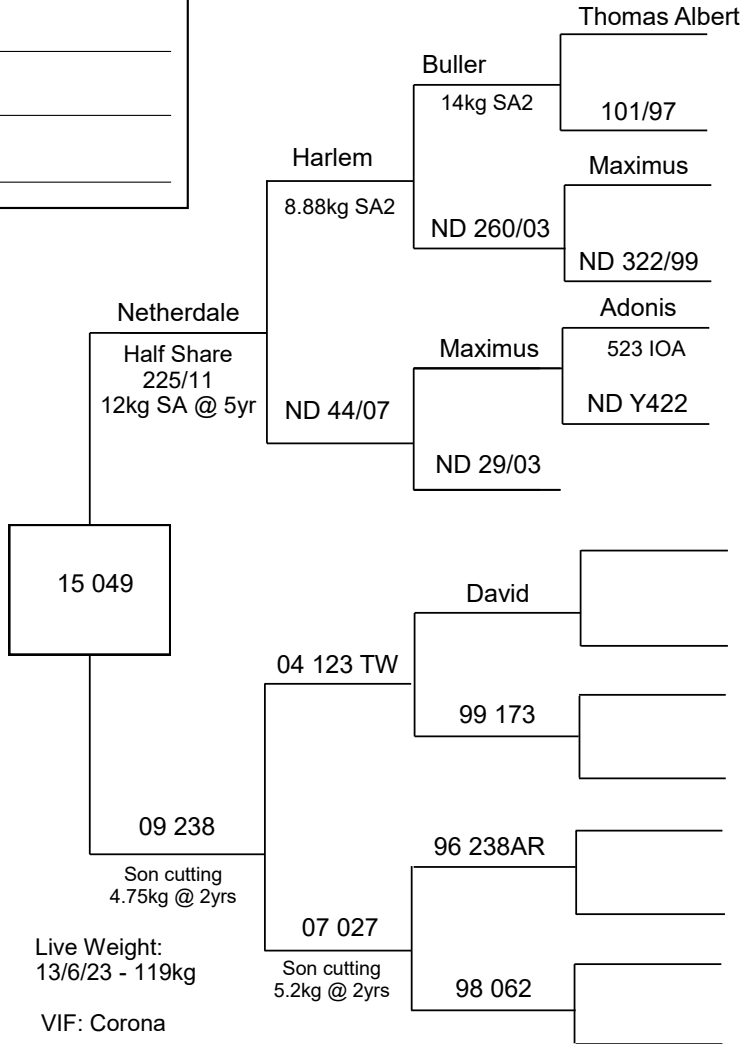 Thomas Albert
Buller
14kg SA2
101/97
Harlem
8.88kg SA2
Maximus
ND 260/03
ND 322/99
Netherdale
Half Share
225/11
12kg SA @ 5yr
Adonis
523 IOA
Maximus
ND Y422
ND 44/07
ND 29/03
15 049
David
04 123 TW
99 173
09 238
Son cutting
4.75kg @ 2yrs
96 238AR
07 027
Son cutting
5.2kg @ 2yrs
98 062
Live Weight:
13/6/23 - 119kg
VIF: Corona